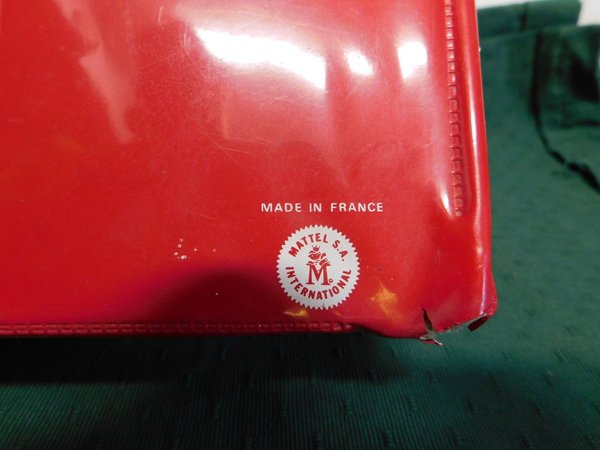 MADE IN FRANCE
MATTEL S.A.
M
INTERNATIONAL